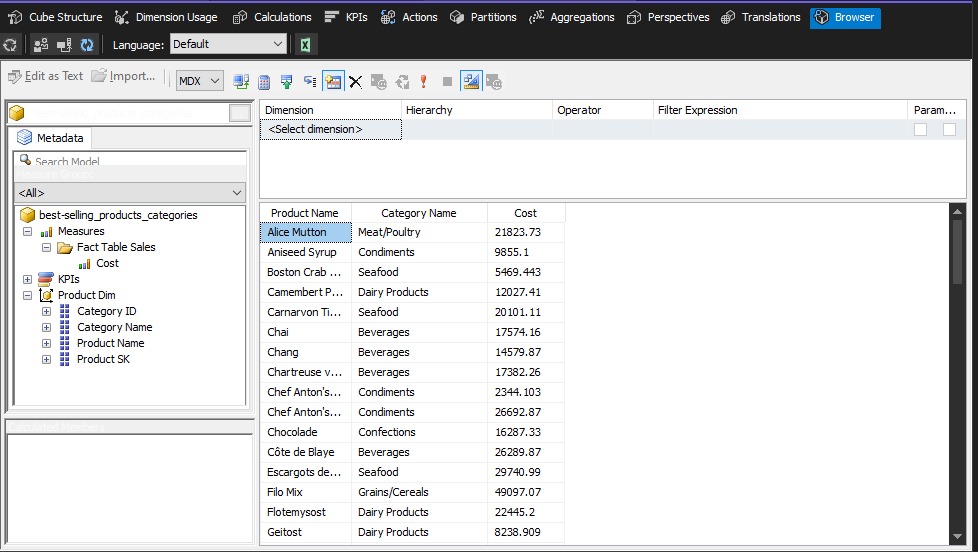 Cube Structure Dimension Usage Calculations KPIs Actions Partitions Aggregations Perspectives Translations Browser
Language: Default
Edit as Text Import... MDX
Metadata
Search Model
Measure Group:
<All>
best-selling_products_categories
Measures
Fact Table Sales
Cost
KPIs
Product Dim
Category ID
Category Name
Product Name
Product SK
Calculated Members
Dimension Hierarchy Operator Filter Expression Param...
<Select dimension>
Product Name Category Name Cost
Alice Mutton Meat/Poultry 21823.73
Aniseed Syrup Condiments 9855.1
Boston Crab ... Seafood 5469.443
Camembert P... Dairy Products 12027.41
Carnarvon Ti... Seafood 20101.11
Chai Beverages 17574.16
Chang Beverages 14579.87
Chartreuse v... Beverages 17382.26
Chef Anton's... Condiments 2344.103
Chef Anton's... Condiments 26692.87
Chocolade Confections 16287.33
Côte de Blaye Beverages 26289.87
Escargots de... Seafood 29740.99
Filo Mix Grains/Cereals 49097.07
Flotemysost Dairy Products 22445.2
Geitost Dairy Products 8238.909